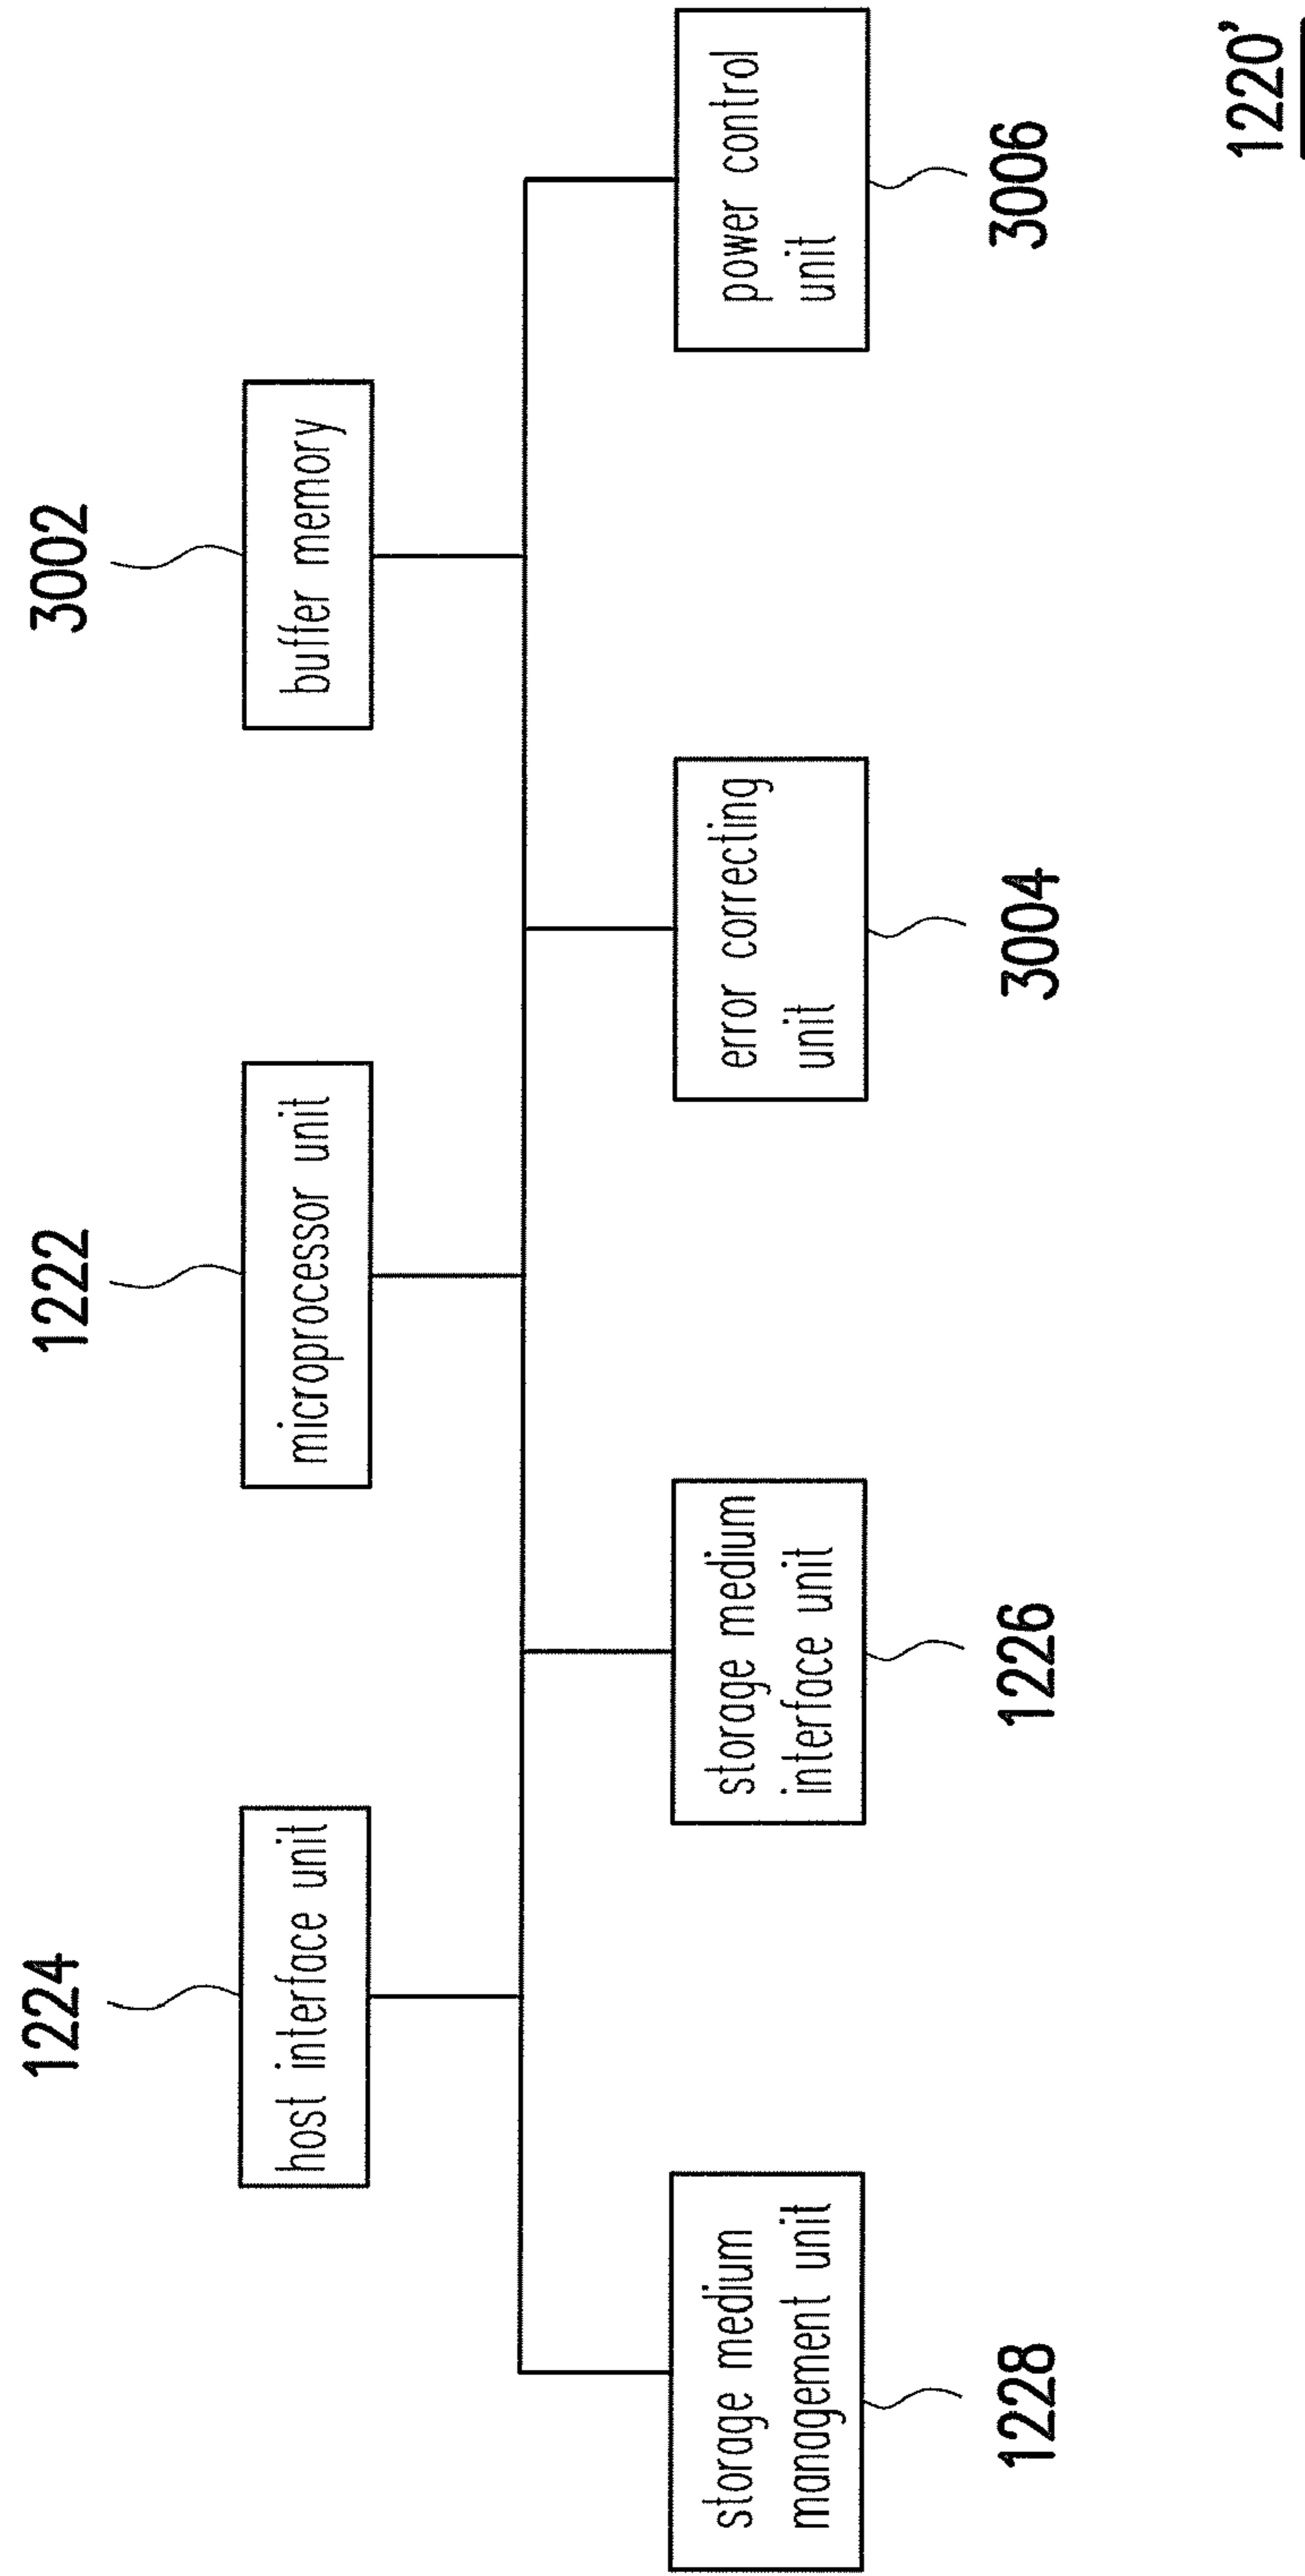 1224
1222
3002
host interface unit
microprocessor unit
buffer memory
storage medium
management unit
storage medium
interface unit
error correcting
unit
power control
unit
1228
1226
3004
3006
1220’